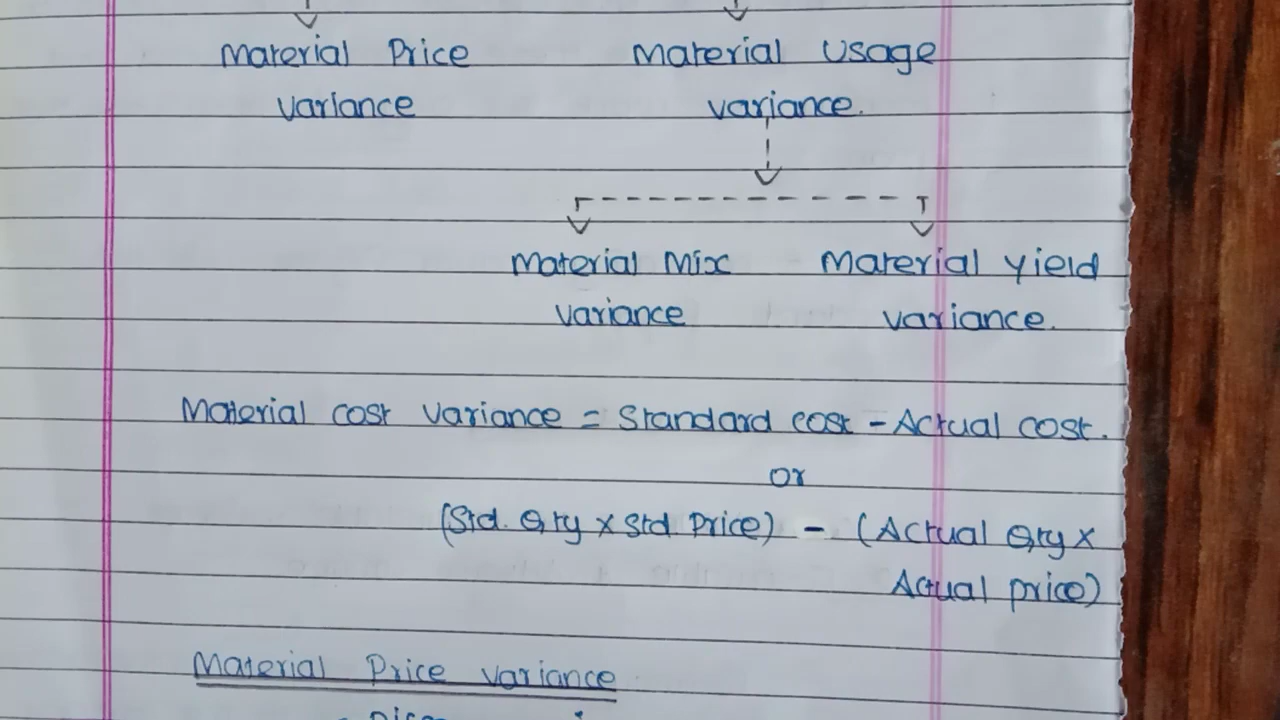 Material Price Material Usage
variance variance.
Material Mix Material yield
variance variance.
Material cost variance = Standard cost - Actual cost.
or
(Std. Qty x Std Price) - (Actual Qty x
Actual price)
Material Price variance